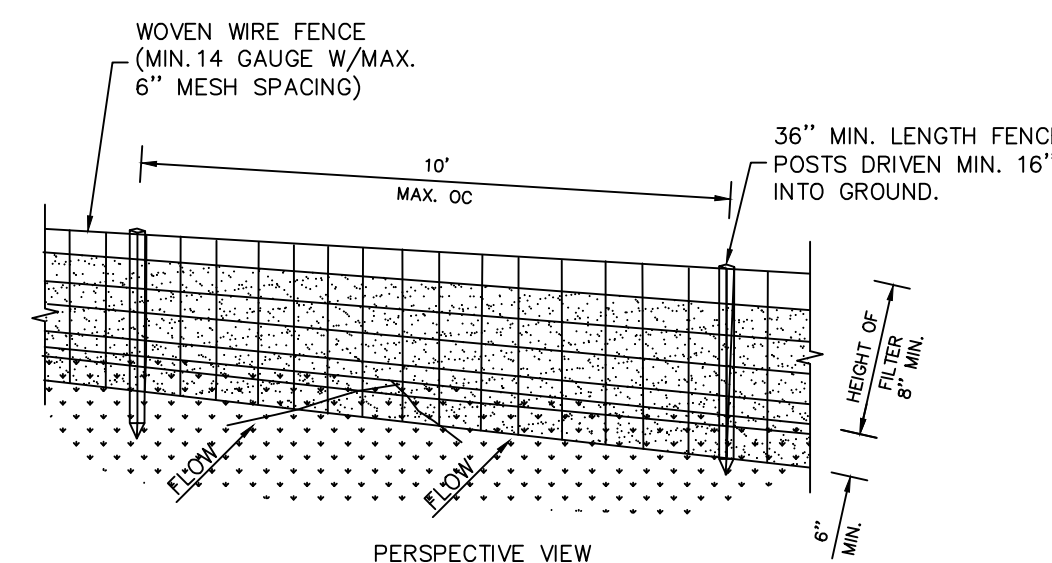 WOVEN WIRE FENCE
(MIN.14 GAUGE W/MAX.
6'' MESH SPACING)
36'' MIN. LENGTH FENC
POSTS DRIVEN MIN. 16''
INTO GROUND.
10'
MAX. OC
HEIGHT OF
FILTER
8'' MIN.
FLOW
FLOW
6''
MIN.
PERSPECTIVE VIEW